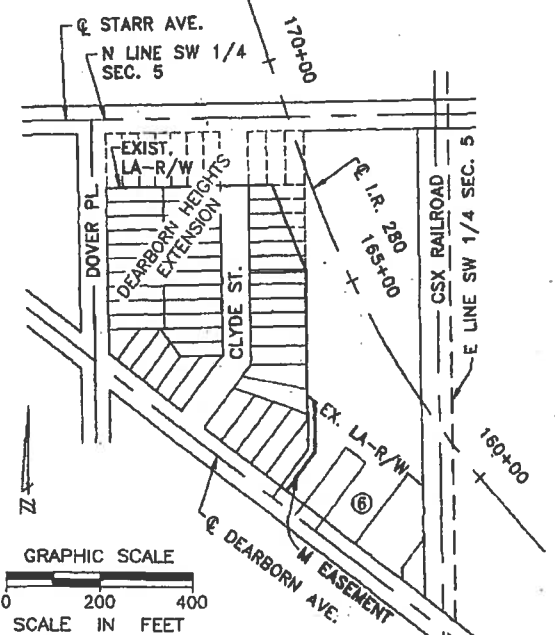 ℄ STARR AVE.
N LINE SW 1/4
SEC. 5
170+00
EXIST.
LA-R/W
DEARBORN HEIGHTS
EXTENSION
DOVER PL.
CLYDE ST.
℄ I.R. 280
165+00
CSX RAILROAD
E LINE SW 1/4 SEC. 5
EX. LA-R/W
160+00
6
N
℄ DEARBORN AVE.
M EASEMENT
GRAPHIC SCALE
0 200 400
SCALE IN FEET